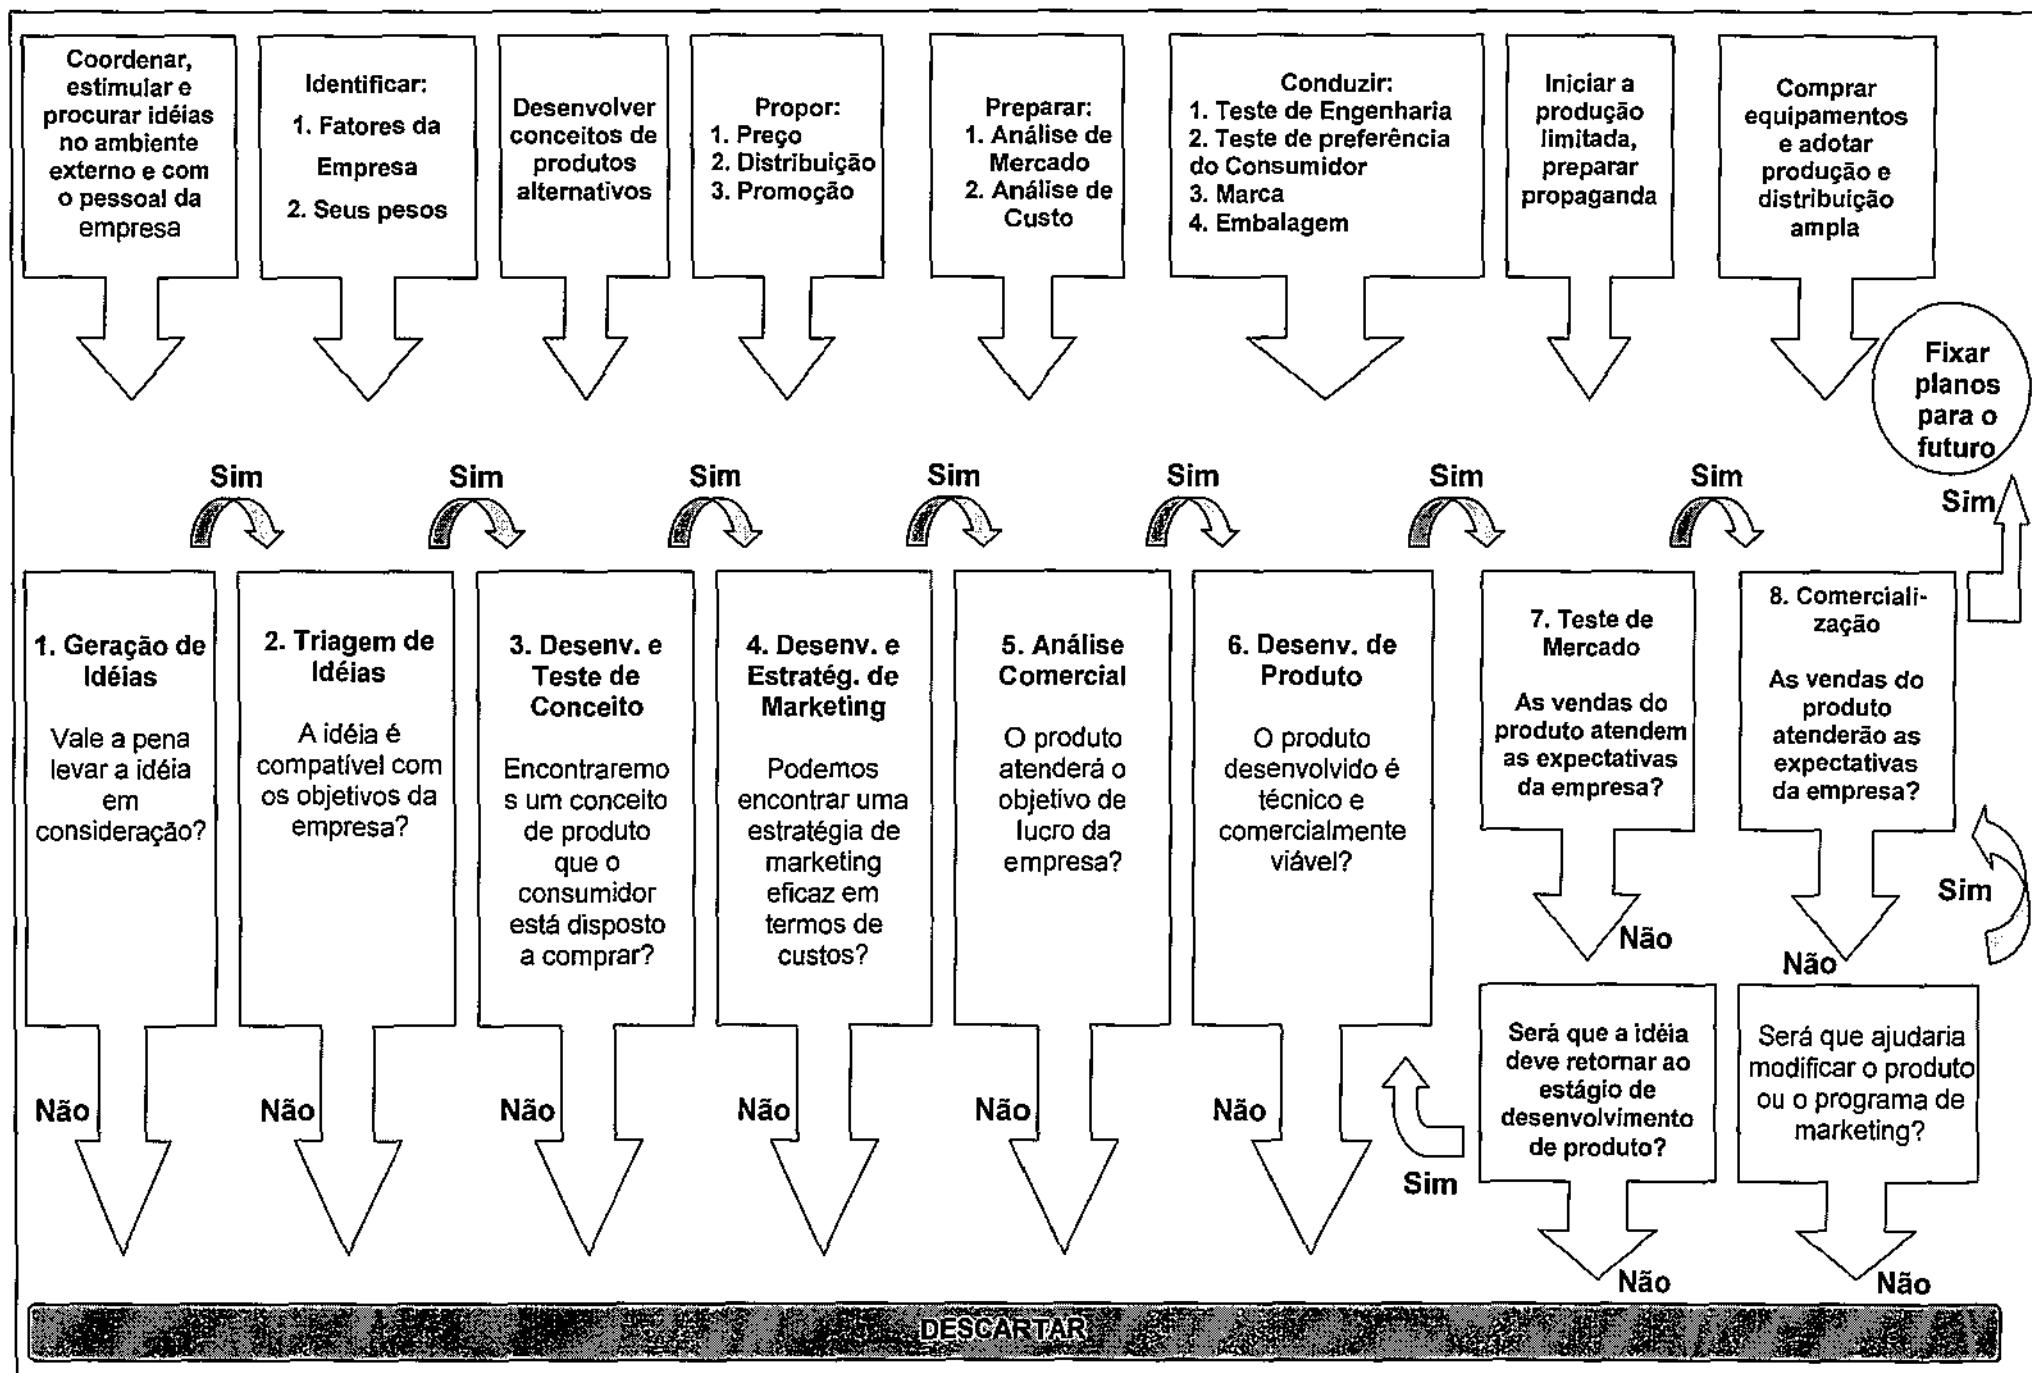 Coordenar,
estimular e
procurar idéias
no ambiente
externo e com
o pessoal da
empresa
Identificar:
1. Fatores da
Empresa
2. Seus pesos
Desenvolver
conceitos de
produtos
alternativos
Propor:
1. Preço
2. Distribuição
3. Promoção
Preparar:
1. Análise de
Mercado
2. Análise de
Custo
Conduzir:
1. Teste de Engenharia
2. Teste de preferência
do Consumidor
3. Marca
4. Embalagem
Iniciar a
produção
limitada,
preparar
propaganda
Comprar
equipamentos
e adotar
produção e
distribuição
ampla
Fixar
planos
para o
futuro
Sim
Sim
Sim
Sim
Sim
Sim
Sim
Sim
1. Geração de
Idéias
Vale a pena
levar a idéia
em
consideração?
2. Triagem de
Idéias
A idéia é
compatível com
os objetivos da
empresa?
3. Desenv. e
Teste de
Conceito
Encontraremo
s um conceito
de produto
que o
consumidor
está disposto
a comprar?
4. Desenv. e
Estratég. de
Marketing
Podemos
encontrar uma
estratégia de
marketing
eficaz em
termos de
custos?
5. Análise
Comercial
O produto
atenderá o
objetivo de
lucro da
empresa?
6. Desenv. de
Produto
O produto
desenvolvido é
técnico e
comercialmente
viável?
7. Teste de
Mercado
As vendas do
produto atendem
as expectativas
da empresa?
8. Comerciali-
zação
As vendas do
produto
atenderão as
expectativas
da empresa?
Sim
Não
Não
Será que a idéia
deve retornar ao
estágio de
desenvolvimento
de produto?
Será que ajudaria
modificar o produto
ou o programa de
marketing?
Não
Não
Não
Não
Não
Não
Sim
Não
Não
DESCARTAR